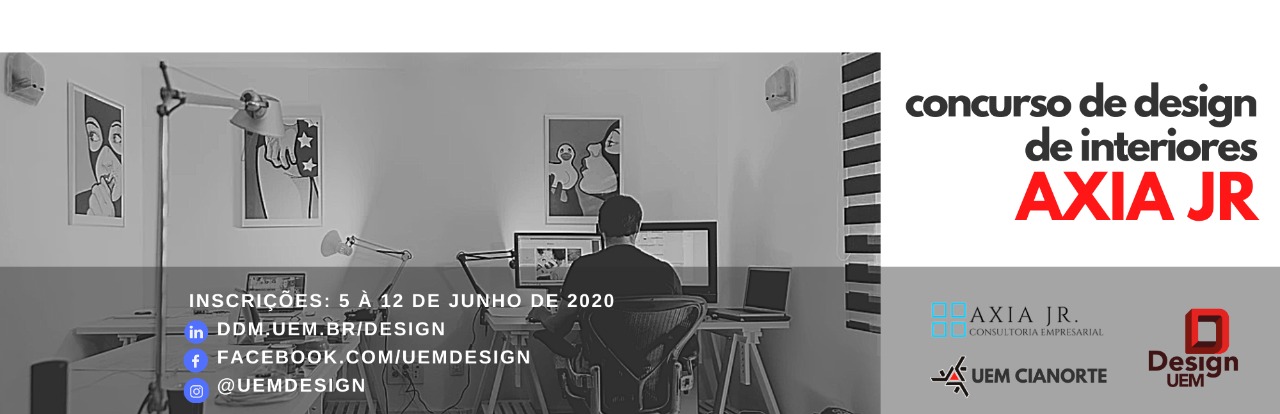 concurso de design
de interiores
AXIA JR
INSCRIÇÕES: 5 À 12 DE JUNHO DE 2020
in DDM.UEM.BR/DESIGN
f FACEBOOK.COM/UEMDESIGN
@UEMDESIGN
AXIA JR.
CONSULTORIA EMPRESARIAL
UEM CIANORTE
Design
UEM